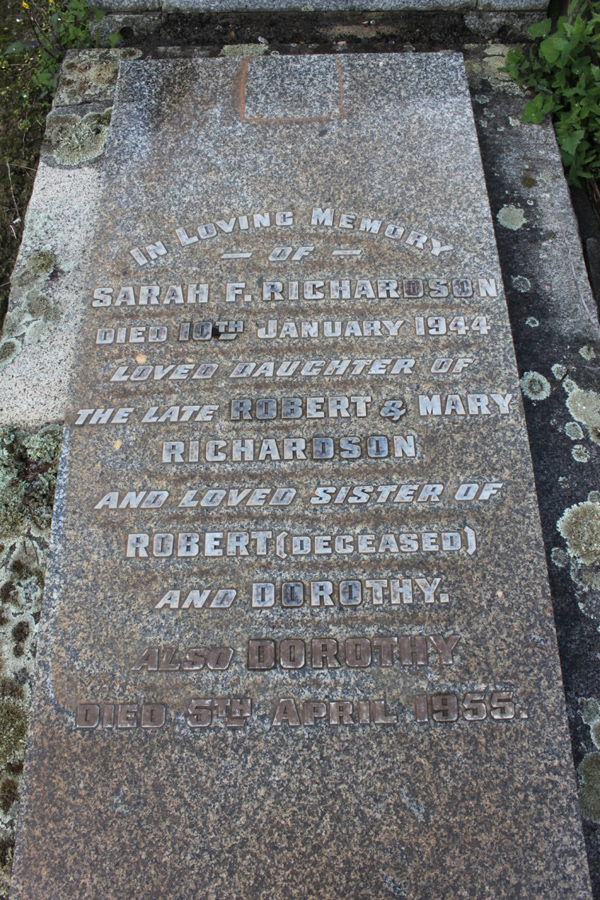 IN LOVING MEMORY
— OF —
SARAH F. RICHARDSON
DIED 10TH JANUARY 1944
LOVED DAUGHTER OF
THE LATE ROBERT & MARY
RICHARDSON
AND LOVED SISTER OF
ROBERT (DECEASED)
AND DOROTHY.
ALSO DOROTHY
DIED 5TH APRIL 1955.